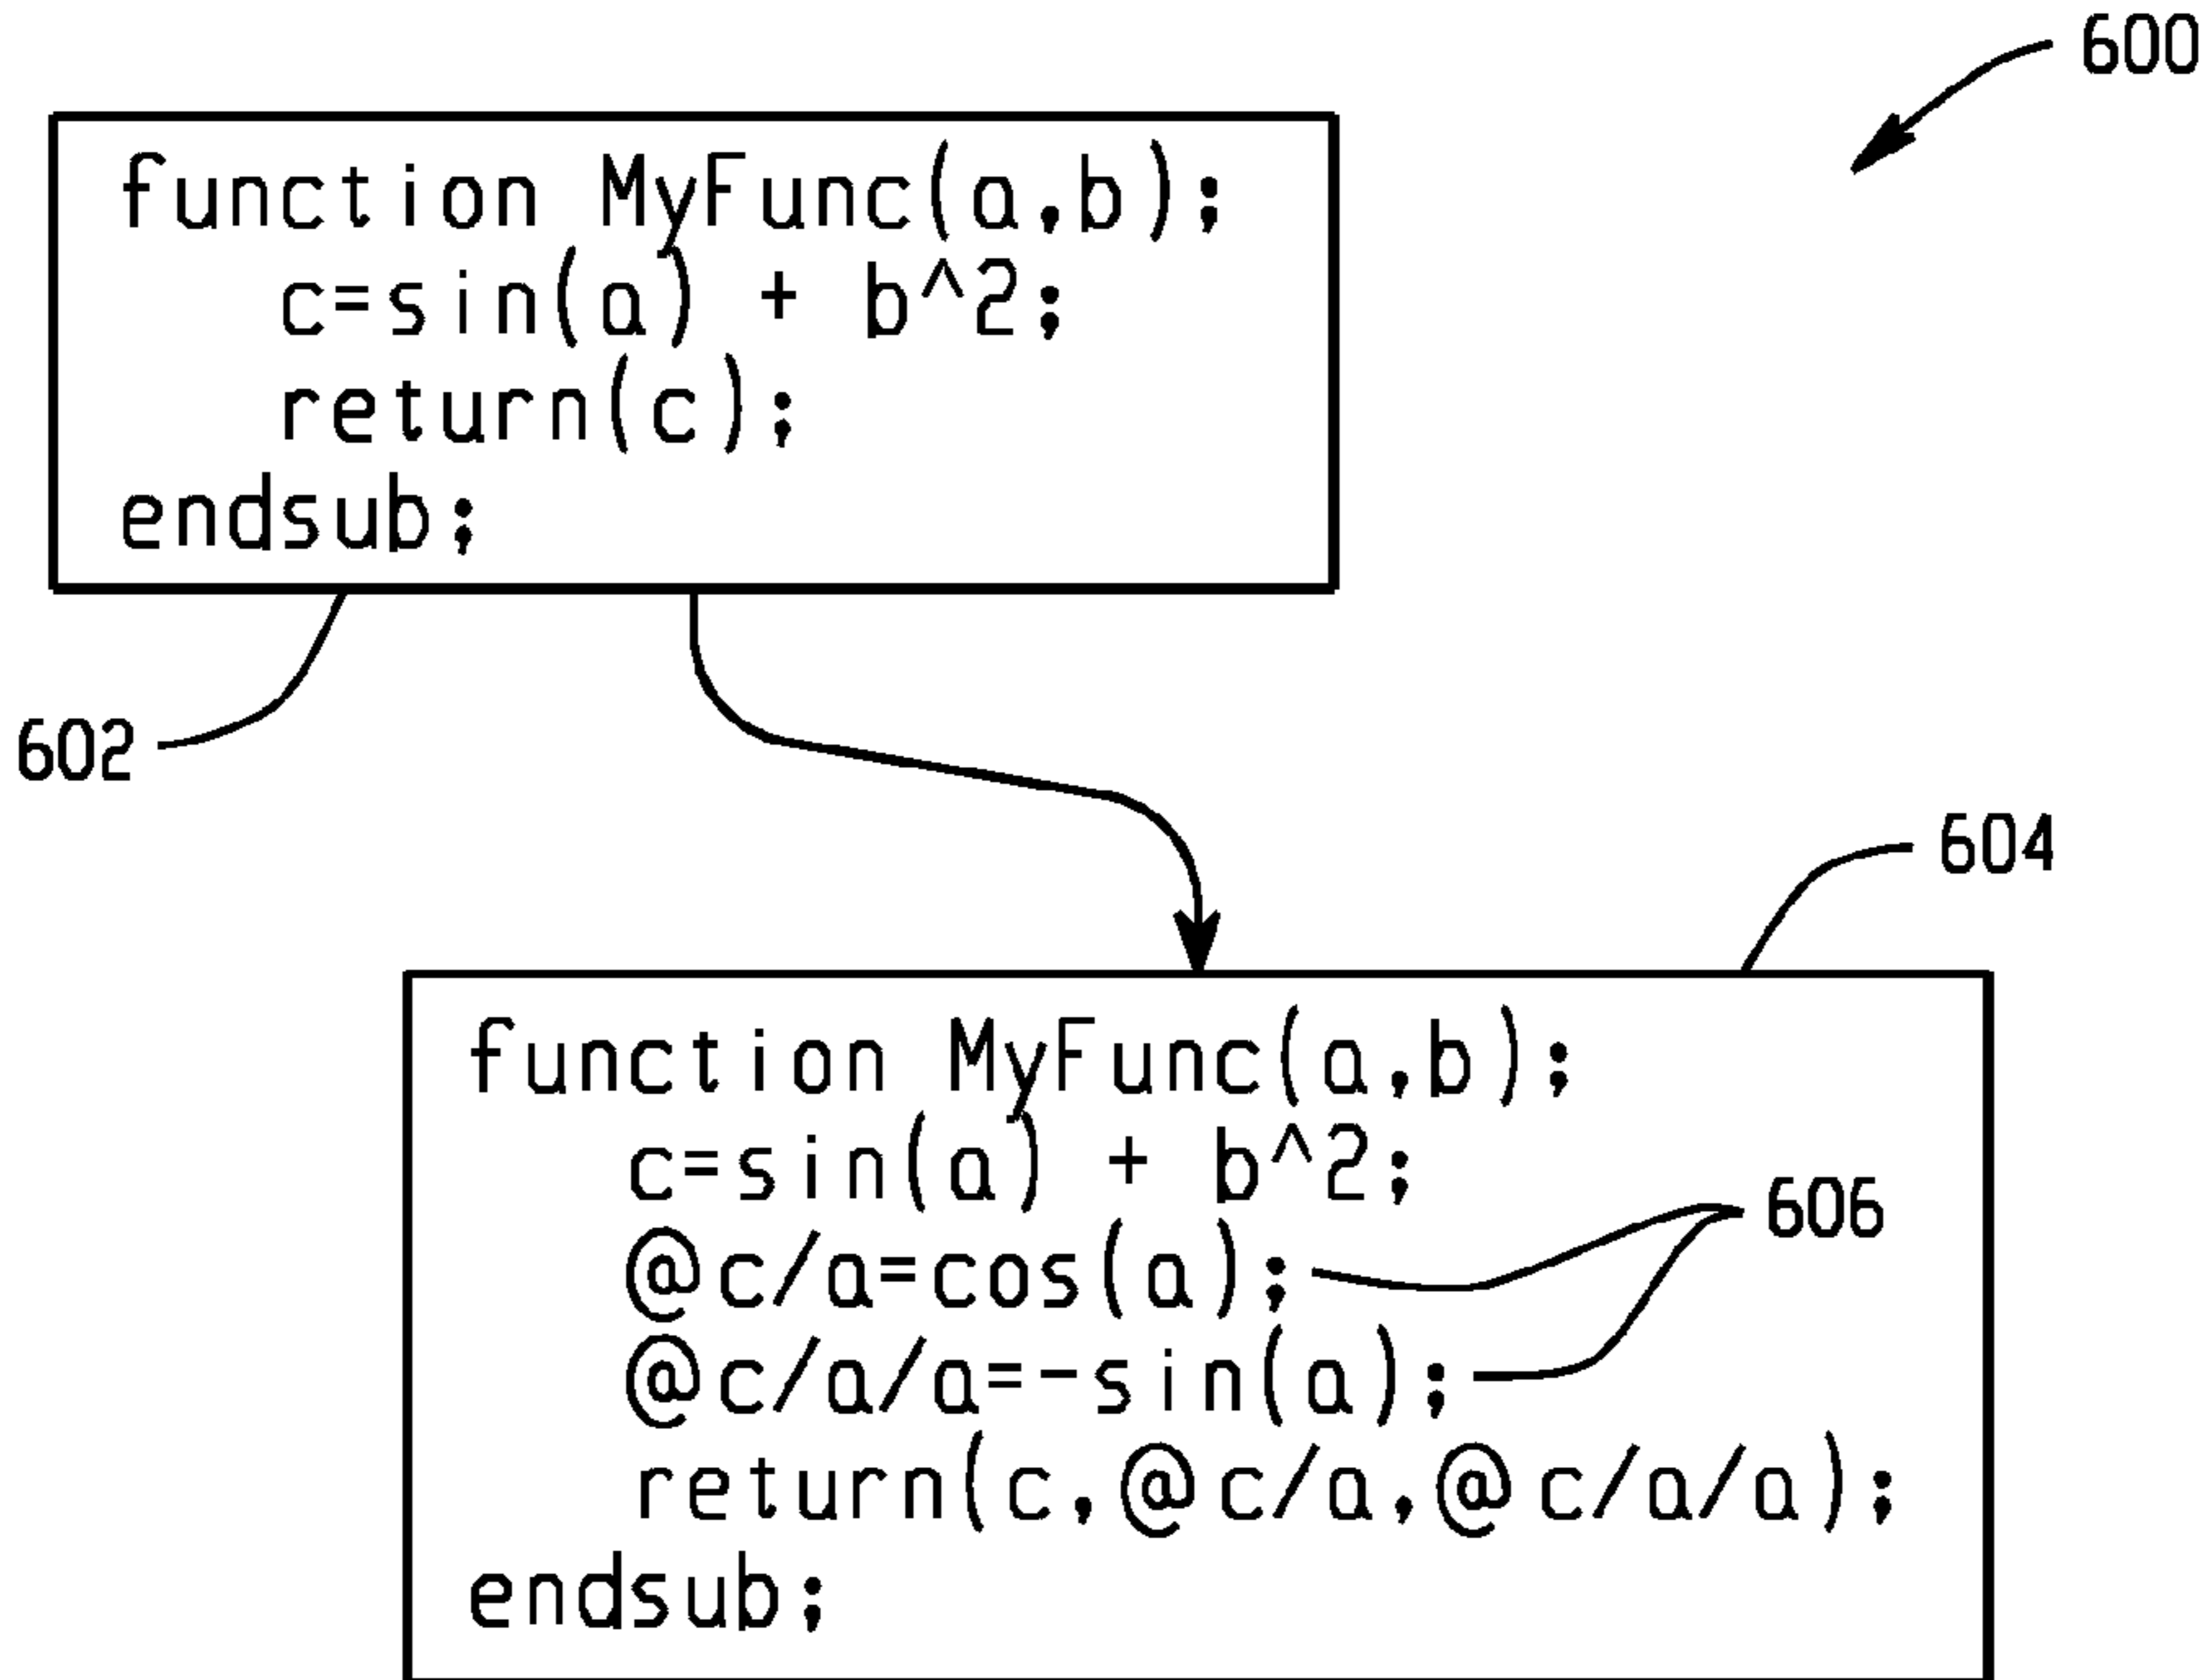 600
function MyFunc(a,b);
c=sin(a) + b^2;
return(c);
endsub;
602
604
function MyFunc(a,b);
c=sin(a) + b^2;
606
@c/a=cos(a);
@c/a/a=-sin(a);
return(c,@c/a,@c/a/a);
endsub;